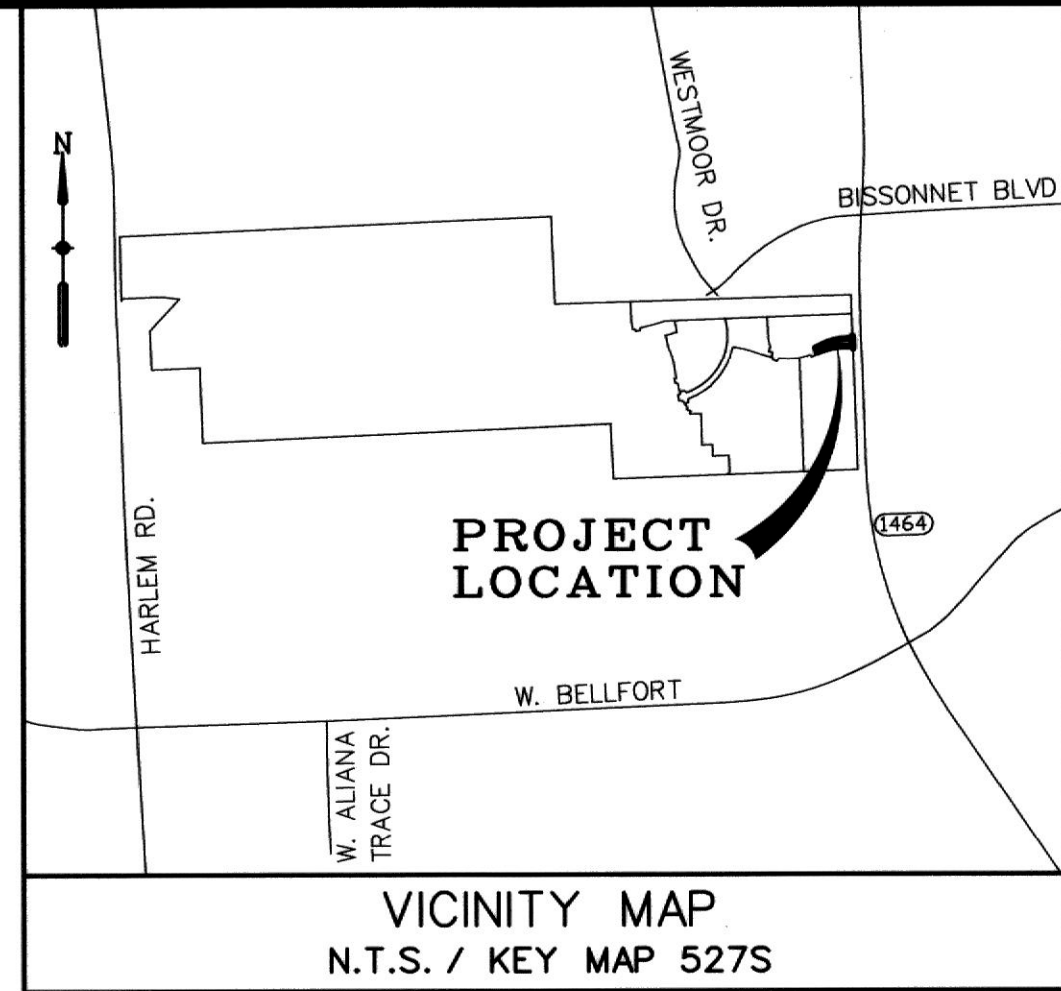 N
WESTMOOR DR.
BISSONNET BLVD
HARLEM RD.
PROJECT
LOCATION
1464
W. BELLFORT
W. ALIANA
TRACE DR.
VICINITY MAP
N.T.S. / KEY MAP 527S